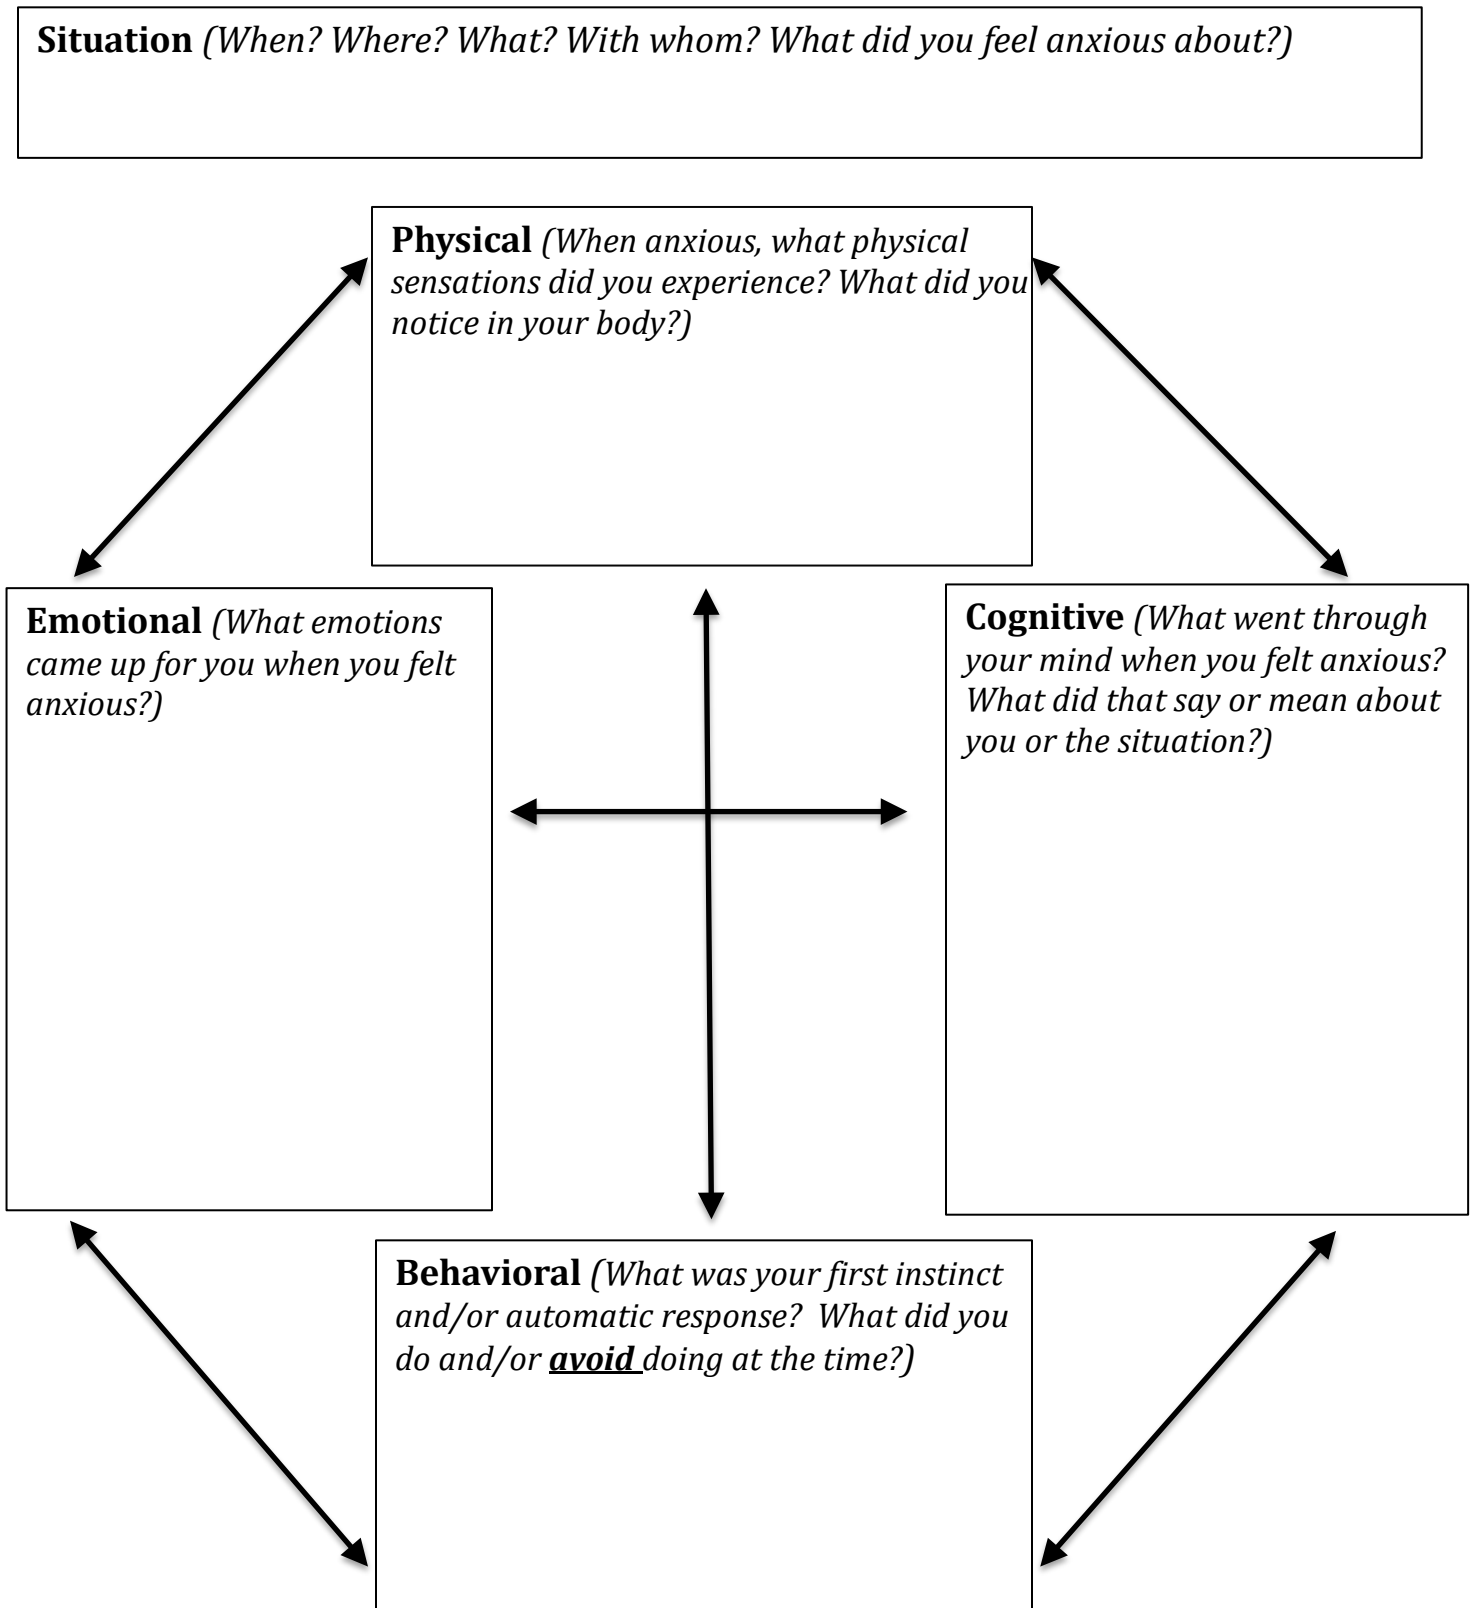 Situation (When? Where? What? With whom? What did you feel anxious about?)
Physical (When anxious, what physical
sensations did you experience? What did you
notice in your body?)
Emotional (What emotions
came up for you when you felt
anxious?)
Cognitive (What went through
your mind when you felt anxious?
What did that say or mean about
you or the situation?)
Behavioral (What was your first instinct
and/or automatic response?  What did you
do and/or avoid doing at the time?)